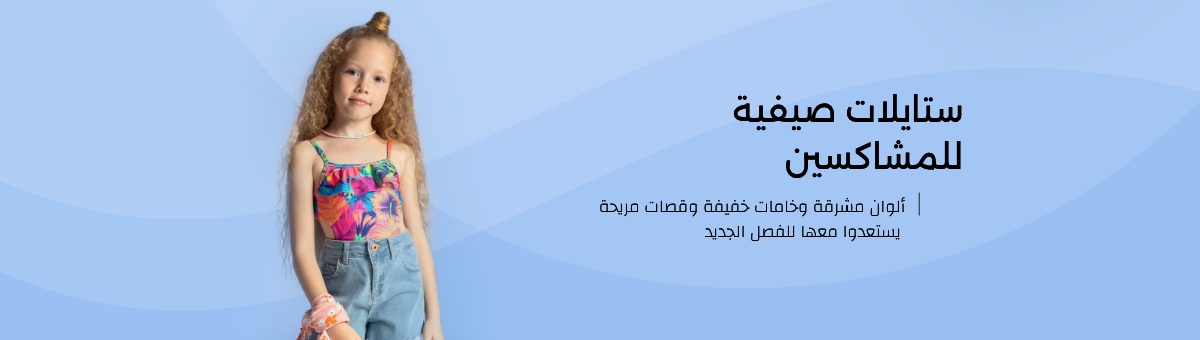 ستايلات صيفية
للمشاكسين
ألوان مشرقة وخامات خفيفة وقصات مريحة
يستعدوا معها للفصل الجديد